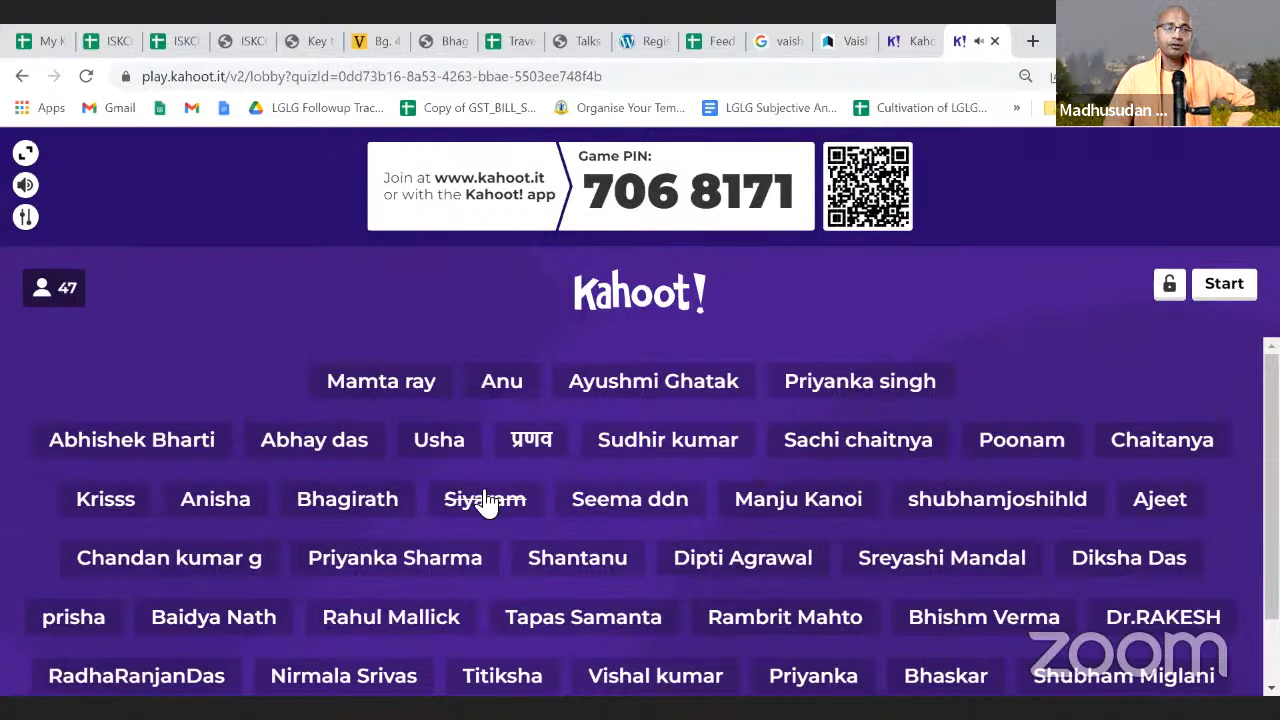 My K
ISKC
ISKC
ISKC
Key t
Bg. 4
Bha
Trave
Talks
Regis
Feed
vaish
Vaish
Kah
play.kahoot.it/v2/lobby?quizId=0dd73b16-8a53-4263-bbae-5503ee748f4b
Madhusudan ...
Apps
Gmail
LGLG Followup Trac...
Copy of GST_BILL_S...
Organise Your Tem...
LGLG Subjective An...
Cultivation of LGLG...
»
Join at www.kahoot.it
or with the Kahoot! app
Game PIN:
706 8171
47
Kahoot!
Start
Mamta ray Anu Ayushmi Ghatak Priyanka singh
Abhishek Bharti Abhay das Usha प्रणव Sudhir kumar Sachi chaitnya Poonam Chaitanya
Krisss Anisha Bhagirath Seema ddn Manju Kanoi shubhamjoshihld Ajeet
Chandan kumar g Priyanka Sharma Shantanu Dipti Agrawal Sreyashi Mandal Diksha Das
prisha Baidya Nath Rahul Mallick Tapas Samanta Rambrit Mahto Bhishm Verma Dr.RAKESH
RadhaRanjanDas Nirmala Srivas Titiksha Vishal kumar Priyanka Bhaskar Shubham Miglani
zoom